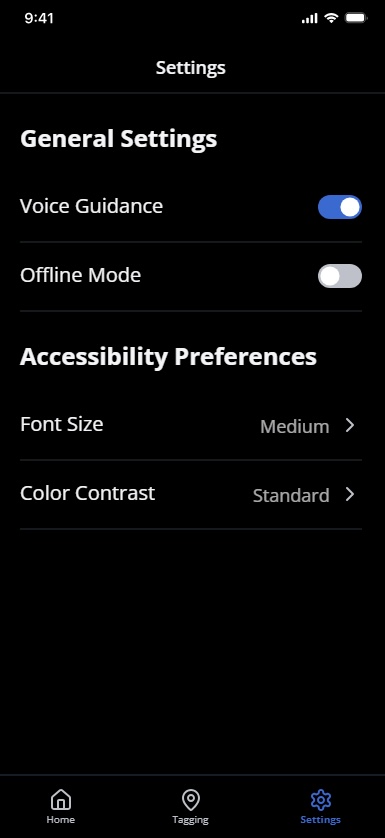 9:41
Settings
General Settings
Voice Guidance
Offline Mode
Accessibility Preferences
Font Size Medium
Color Contrast Standard
Home Tagging Settings